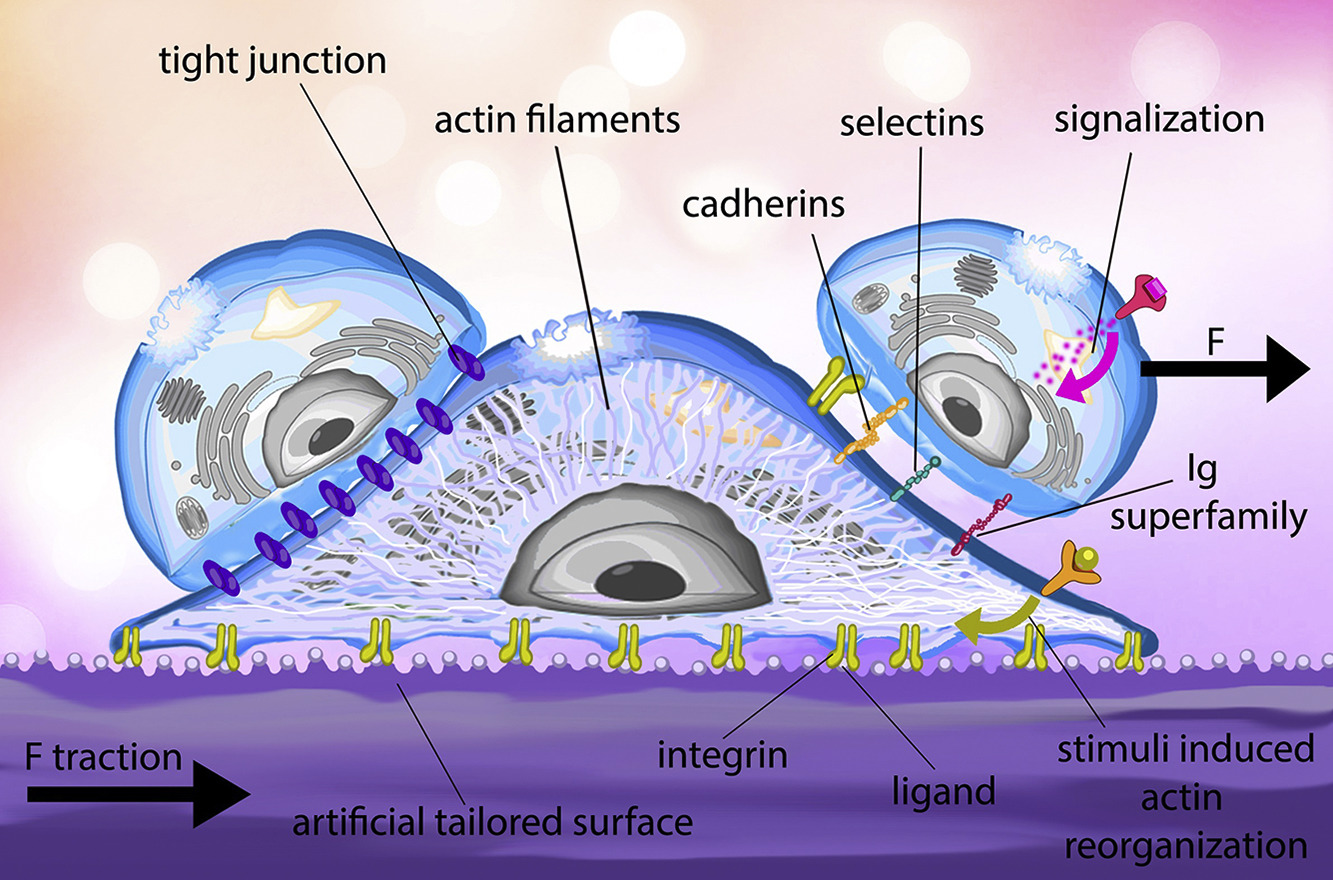 tight junction
actin filaments
selectins
signalization
cadherins
F
Ig
superfamily
F traction
integrin
ligand
artificial tailored surface
stimuli induced
actin
reorganization